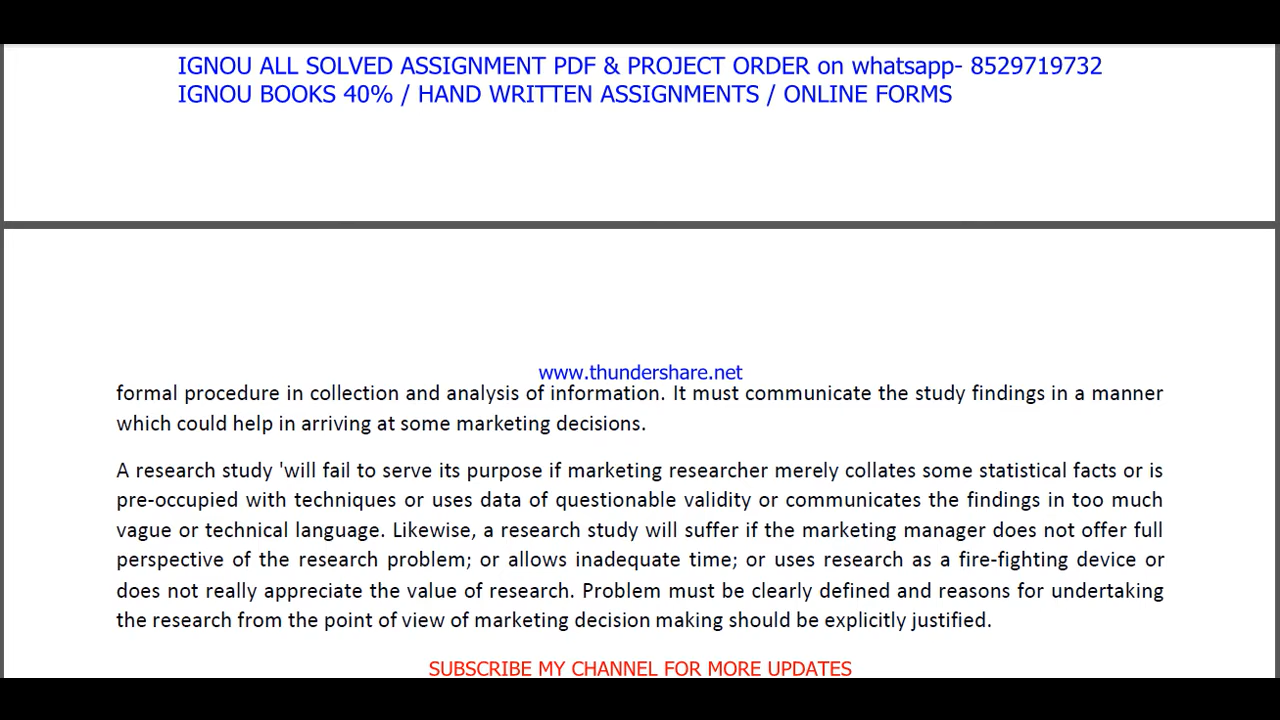 IGNOU ALL SOLVED ASSIGNMENT PDF & PROJECT ORDER on whatsapp- 8529719732
IGNOU BOOKS 40% / HAND WRITTEN ASSIGNMENTS / ONLINE FORMS
www.thundershare.net
formal procedure in collection and analysis of information. It must communicate the study findings in a manner
which could help in arriving at some marketing decisions.
A research study 'will fail to serve its purpose if marketing researcher merely collates some statistical facts or is
pre-occupied with techniques or uses data of questionable validity or communicates the findings in too much
vague or technical language. Likewise, a research study will suffer if the marketing manager does not offer full
perspective of the research problem; or allows inadequate time; or uses research as a fire-fighting device or
does not really appreciate the value of research. Problem must be clearly defined and reasons for undertaking
the research from the point of view of marketing decision making should be explicitly justified.
SUBSCRIBE MY CHANNEL FOR MORE UPDATES